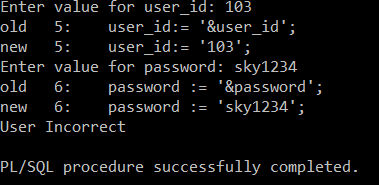 Enter value for user_id: 103
old   5:    user_id:= '&user_id';
new   5:    user_id:= '103';
Enter value for password: sky1234
old   6:    password := '&password';
new   6:    password := 'sky1234';
User Incorrect
PL/SQL procedure successfully completed.